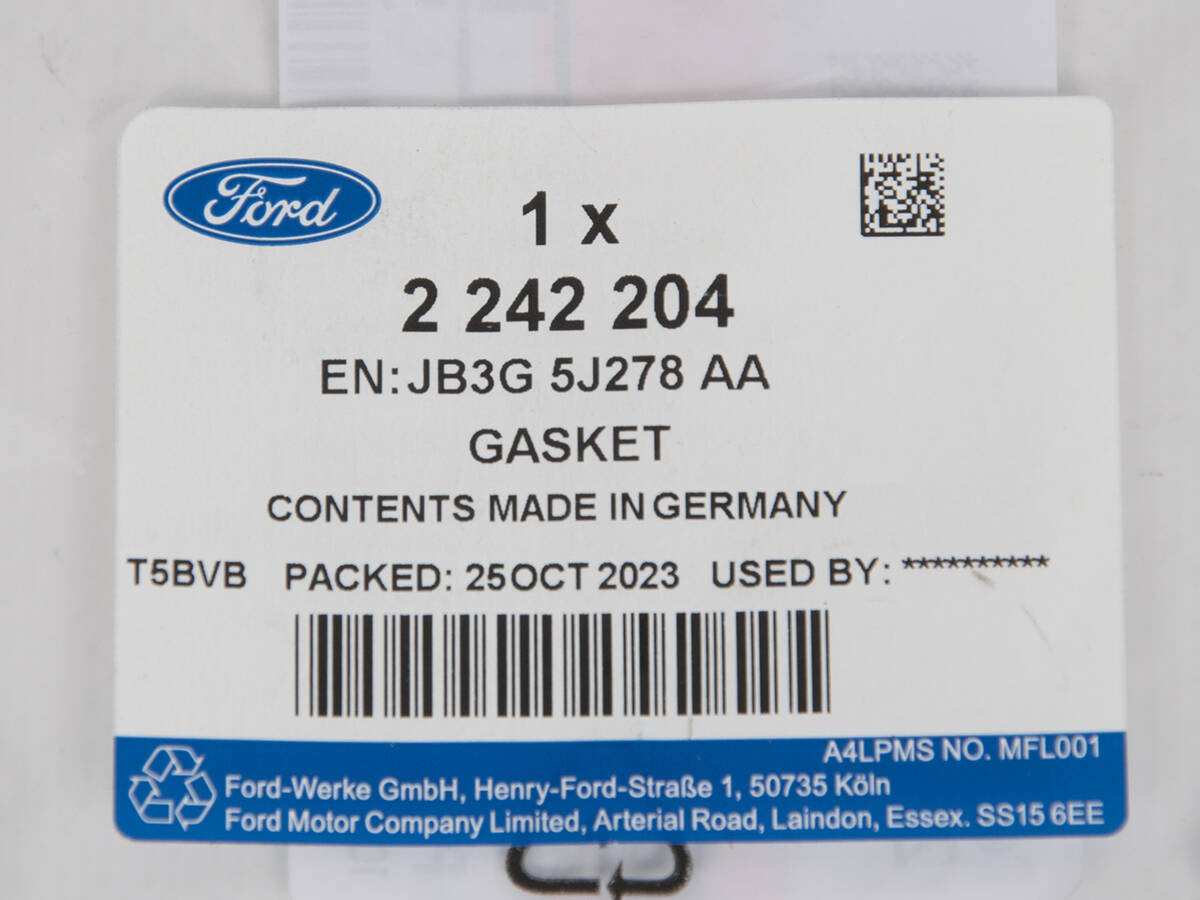 Ford
1 x
2 242 204
EN: JB3G 5J278 AA
GASKET
CONTENTS MADE IN GERMANY
T5BVB PACKED: 25OCT 2023 USED BY: **********
A4LPMS NO. MFL001
Ford-Werke GmbH, Henry-Ford-Straße 1, 50735 Köln
Ford Motor Company Limited, Arterial Road, Laindon, Essex. SS15 6EE